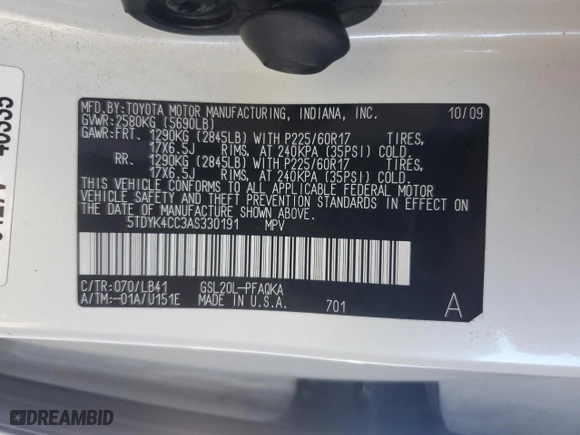 MFD.BY:TOYOTA MOTOR MANUFACTURING, INDIANA, INC. 10/09
GVWR:2580KG (5690LB)
GAWR:FRT. 1290KG (2845LB) WITH P225/60R17 TIRES,
17X6.5J RIMS, AT 240KPA (35PSI) COLD.
RR. 1290KG (2845LB) WITH P225/60R17 TIRES,
17X6.5J RIMS, AT 240KPA (35PSI) COLD.
THIS VEHICLE CONFORMS TO ALL APPLICABLE FEDERAL MOTOR
VEHICLE SAFETY, BUMPER, AND THEFT PREVENTION
STANDARDS IN EFFECT ON THE DATE OF MANUFACTURE SHOWN ABOVE.
5TDYK4CC3AS330191 MPV
C/TR:070/LB41 GSL20L-PFAQKA
A/TM:-01A/U151E MADE IN U.S.A. 701 A
DREAMBID